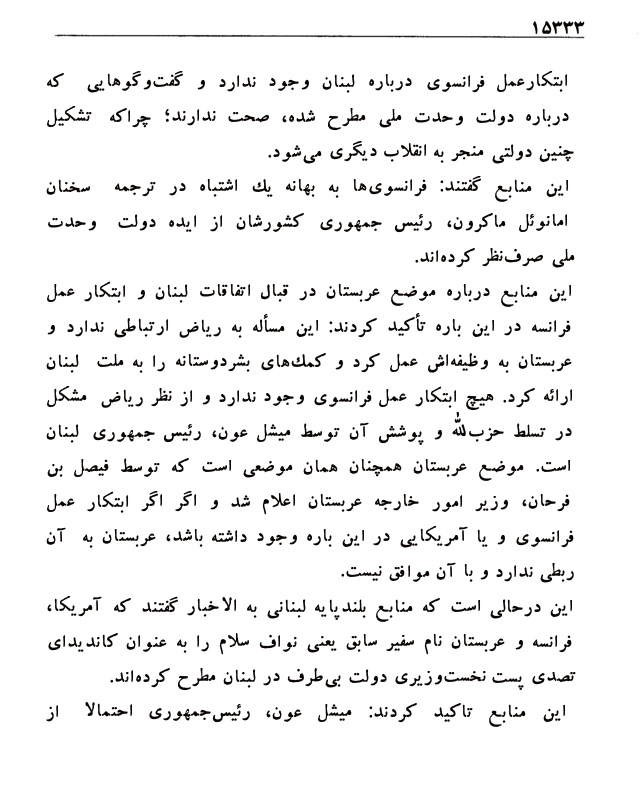 ۱۵۳۳۳
ابتکارعمل فرانسوی درباره لبنان وجود ندارد و گفت‌وگوهایی که
درباره دولت وحدت ملی مطرح شده، صحت ندارند؛ چراکه تشکیل
چنین دولتی منجر به انقلاب دیگری می‌شود.
این منابع گفتند: فرانسوی‌ها به بهانه یك اشتباه در ترجمه سخنان
امانوئل ماکرون، رئیس جمهوری کشورشان از ایده دولت وحدت
ملی صرف‌نظر کرده‌اند.
این منابع درباره موضع عربستان در قبال اتفاقات لبنان و ابتکار عمل
فرانسه در این باره تأکید کردند: این مسأله به ریاض ارتباطی ندارد و
عربستان به وظیفه‌اش عمل کرد و کمك‌های بشردوستانه را به ملت لبنان
ارائه کرد. هیچ ابتکار عمل فرانسوی وجود ندارد و از نظر ریاض مشکل
در تسلط حزب‌الله و پوشش آن توسط میشل عون، رئیس جمهوری لبنان
است. موضع عربستان همچنان همان موضعی است که توسط فیصل بن
فرحان، وزیر امور خارجه عربستان اعلام شد و اگر اگر ابتکار عمل
فرانسوی و یا آمریکایی در این باره وجود داشته باشد، عربستان به آن
ربطی ندارد و با آن موافق نیست.
این درحالی است که منابع بلندپایه لبنانی به الاخبار گفتند که آمریکا،
فرانسه و عربستان نام سفیر سابق یعنی نواف سلام را به عنوان کاندیدای
تصدی پست نخست‌وزیری دولت بی‌طرف در لبنان مطرح کرده‌اند.
این منابع تاکید کردند: میشل عون، رئیس‌جمهوری احتمالا از